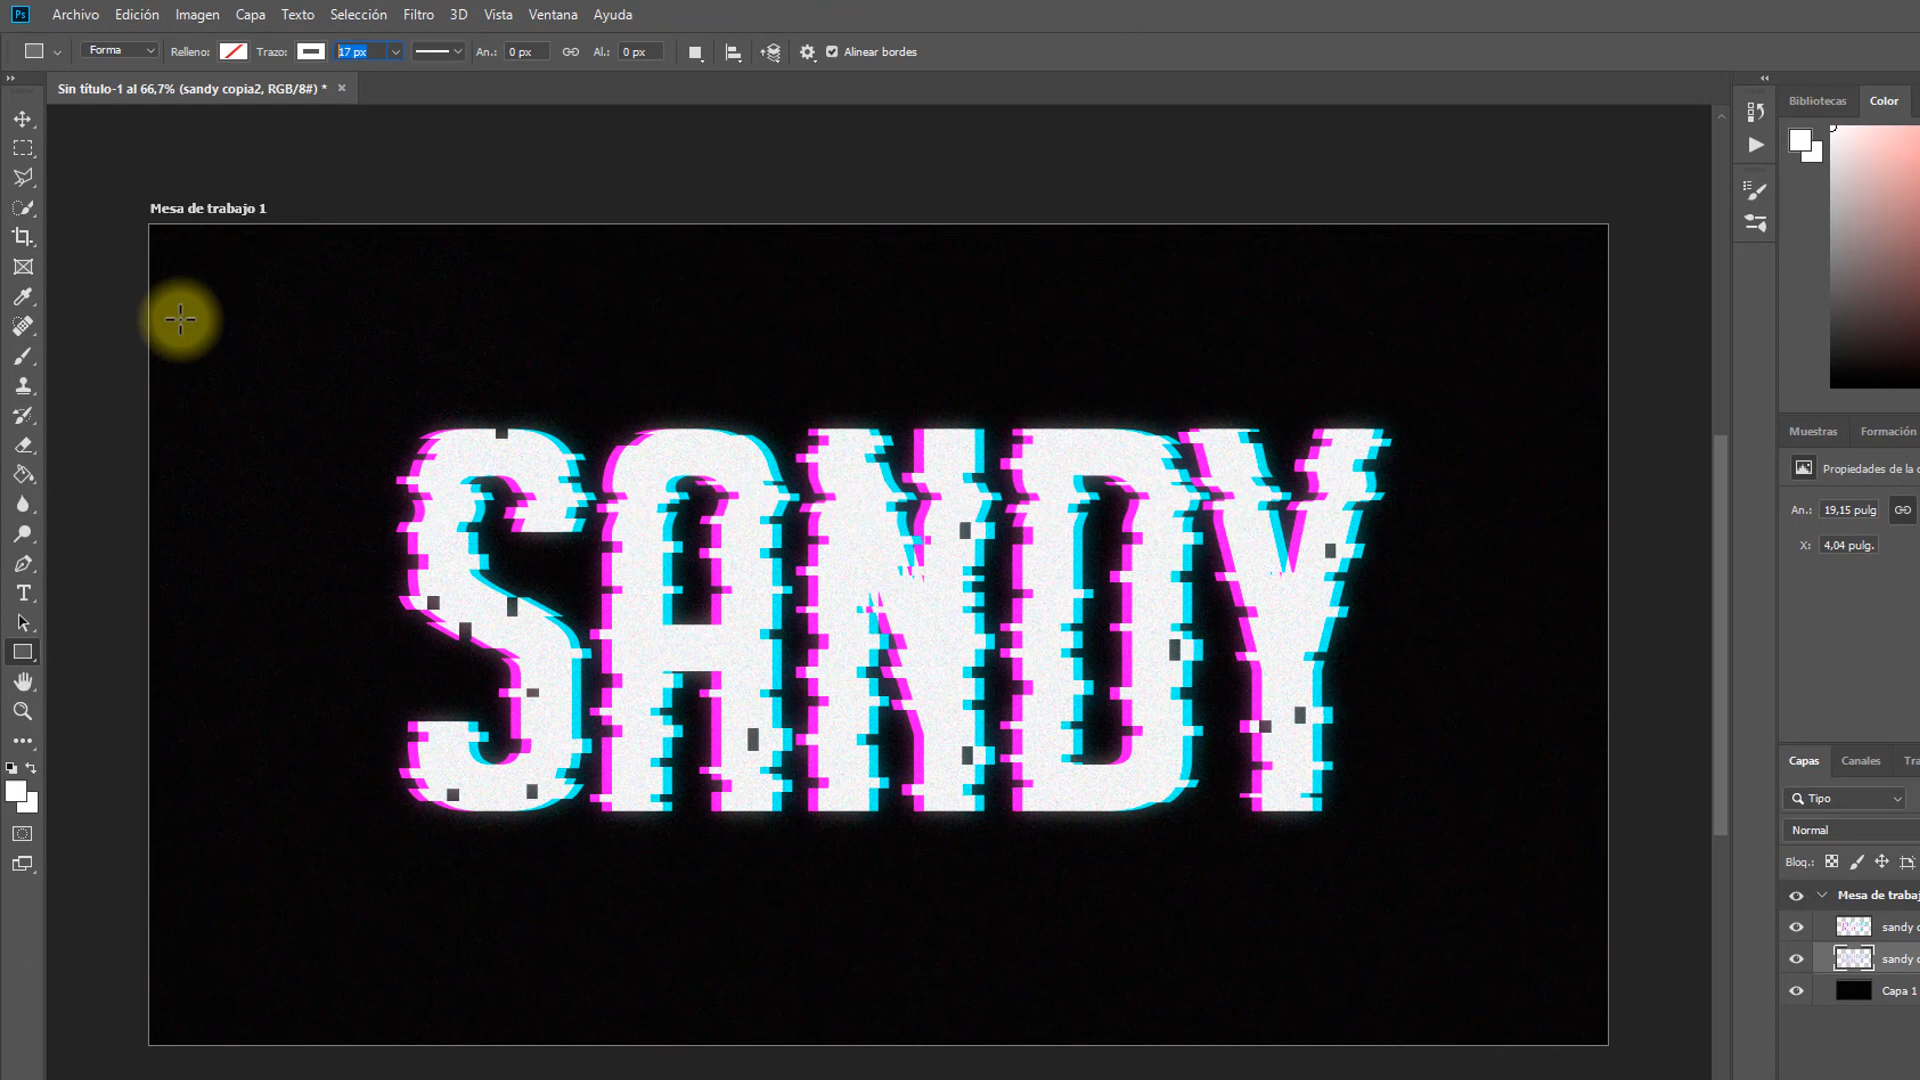 Ps Archivo Edición Imagen Capa Texto Selección Filtro 3D Vista Ventana Ayuda
Forma Relleno: Trazo: 17 px An.: 0 px Al.: 0 px Alinear bordes
Sin título-1 al 66,7% (sandy copia2, RGB/8#) *
Bibliotecas Color
Mesa de trabajo 1
SANDY
Muestras Formación
Propiedades de la c
An.: 19,15 pulg
X: 4,04 pulg.
Capas Canales Tra
Tipo
Normal
Bloq.:
Mesa de trabaj
sandy c
sandy c
Capa 1